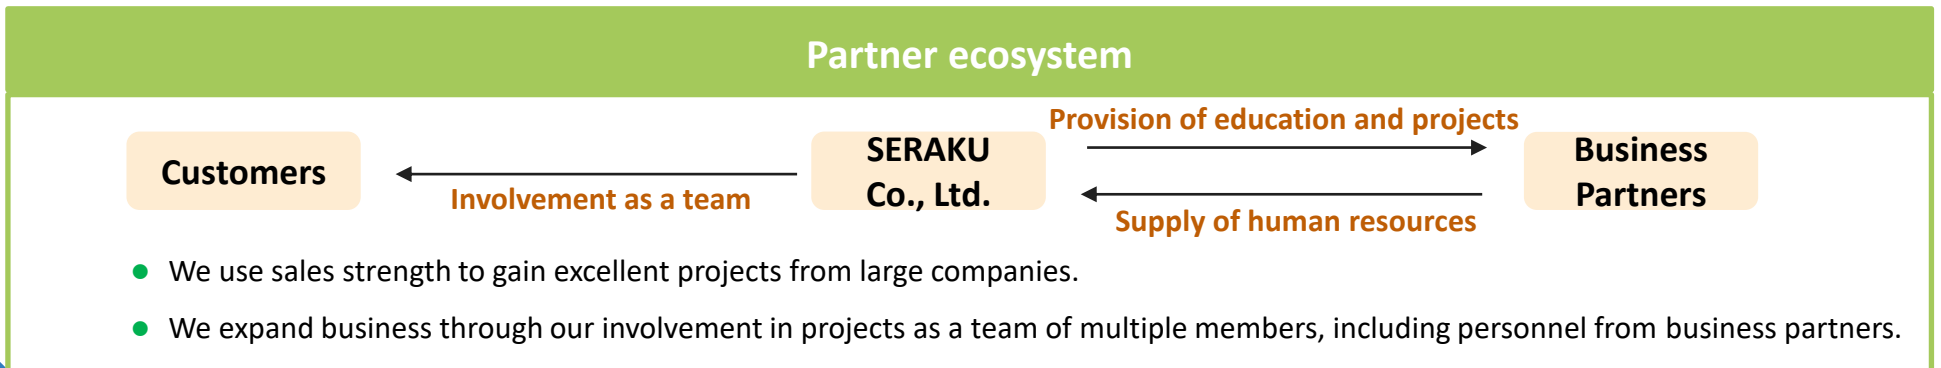 Partner ecosystem
Provision of education and projects
Customers
SERAKU
Co., Ltd.
Business
Partners
Involvement as a team
Supply of human resources
● We use sales strength to gain excellent projects from large companies.
● We expand business through our involvement in projects as a team of multiple members, including personnel from business partners.